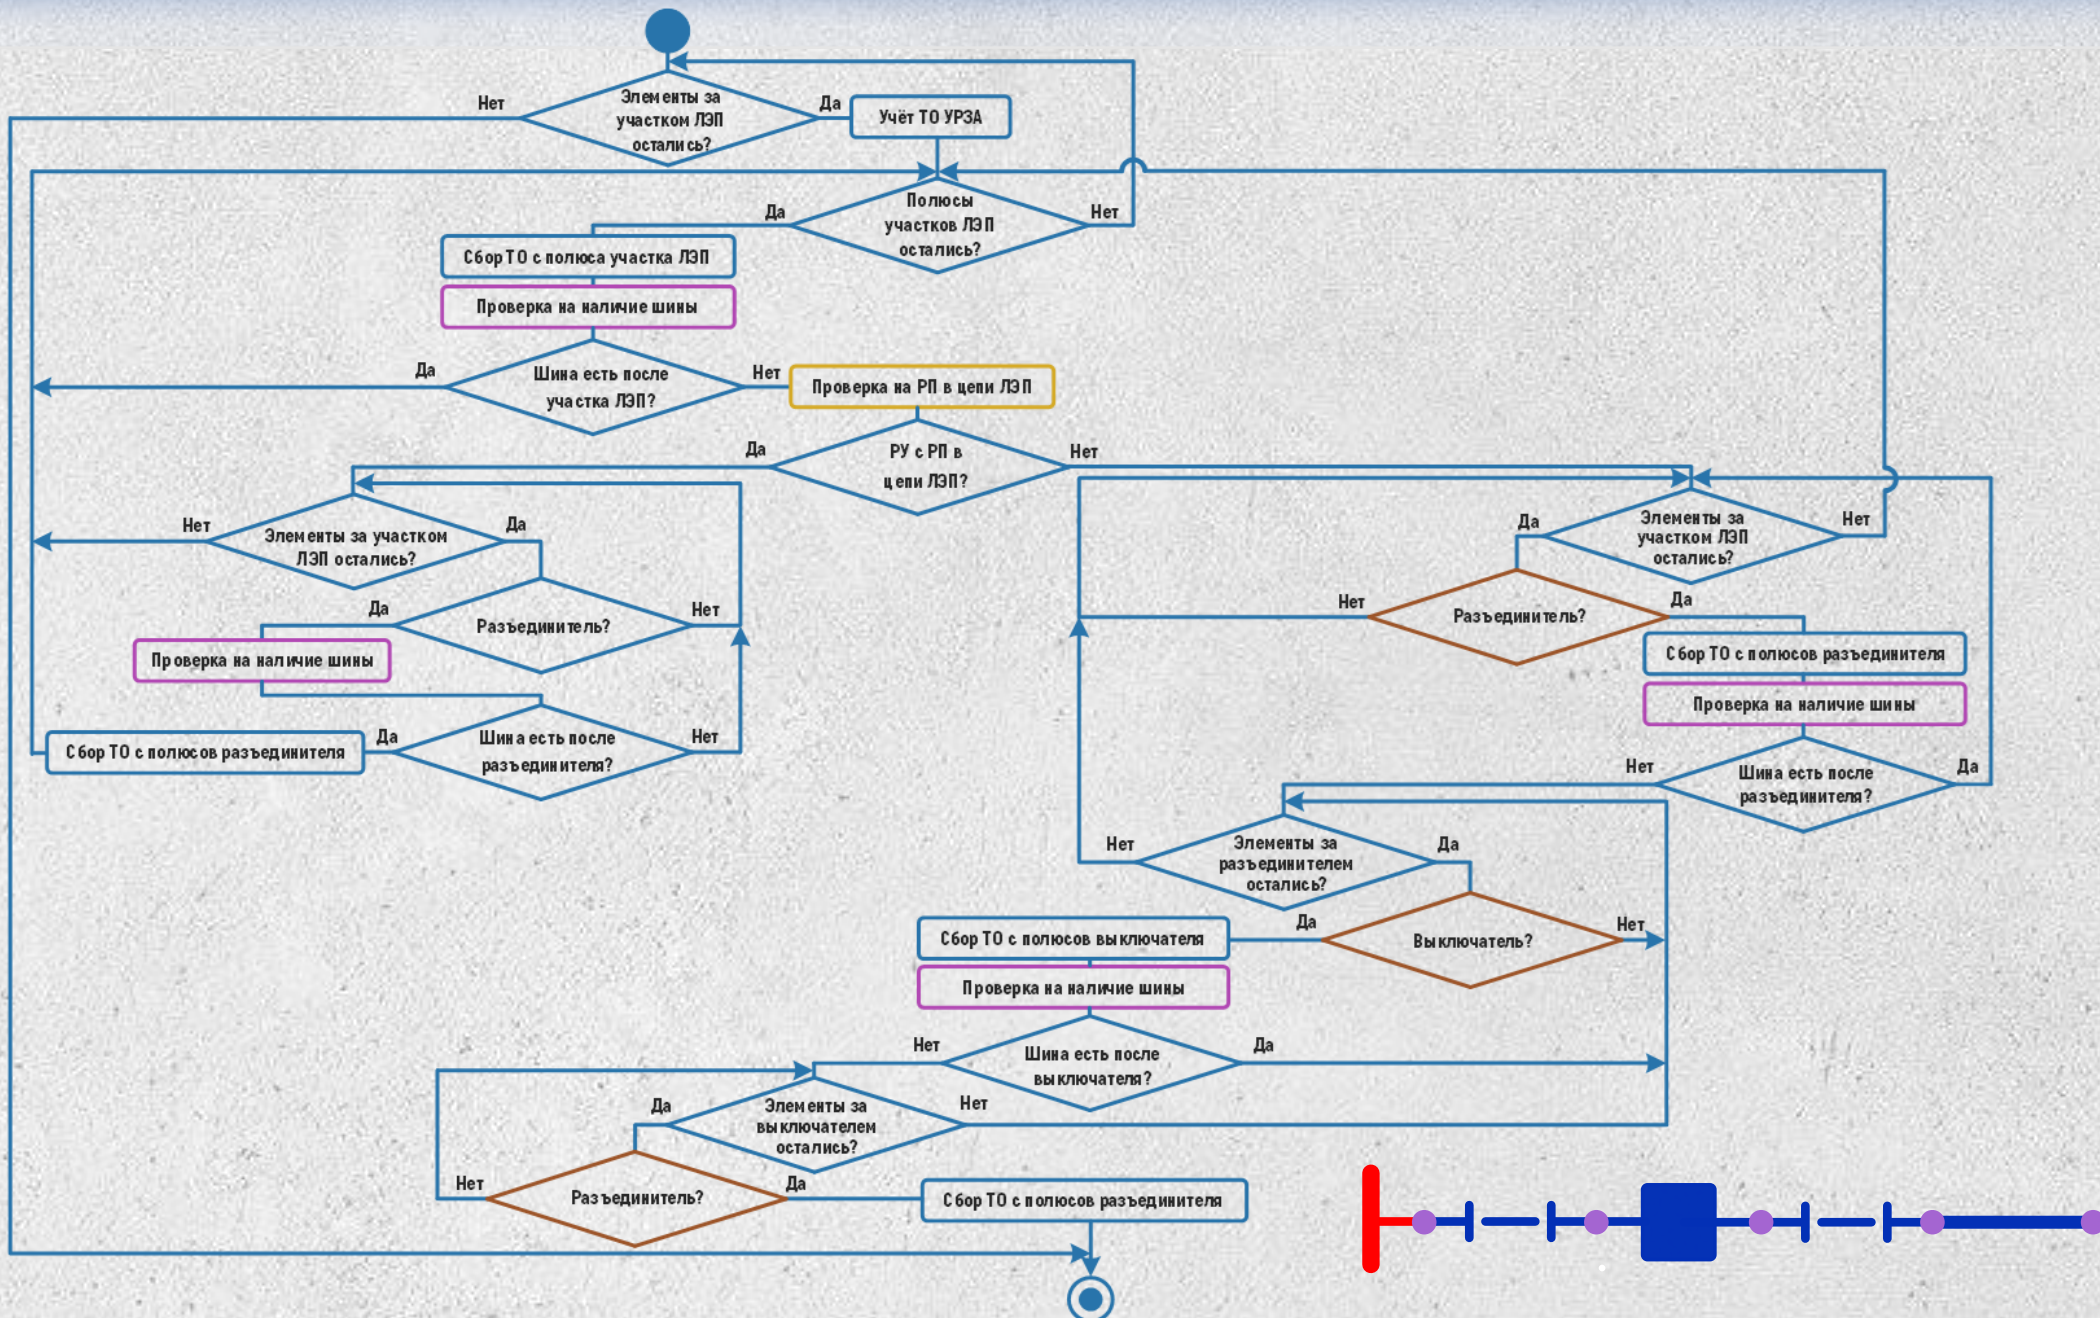 Элементы за
участком ЛЭП
остались?
Нет
Да
Учёт ТО УРЗА
Полюсы
участков ЛЭП
остались?
Да
Нет
Сбор ТО с полюса участка ЛЭП
Проверка на наличие шины
Шина есть после
участка ЛЭП?
Да
Нет
Проверка на РП в цепи ЛЭП
РУ с РП в
цепи ЛЭП?
Да
Нет
Элементы за участком
ЛЭП остались?
Нет
Да
Разъединитель?
Да
Нет
Проверка на наличие шины
Шина есть после
разъединителя?
Да
Нет
Сбор ТО с полюсов разъединителя
Элементы за
участком ЛЭП
остались?
Да
Нет
Разъединитель?
Нет
Да
Сбор ТО с полюсов разъединителя
Проверка на наличие шины
Шина есть после
разъединителя?
Нет
Да
Элементы за
разъединителем
остались?
Нет
Да
Выключатель?
Да
Нет
Сбор ТО с полюсов выключателя
Проверка на наличие шины
Шина есть после
выключателя?
Нет
Да
Элементы за
выключателем
остались?
Да
Нет
Разъединитель?
Нет
Да
Сбор ТО с полюсов разъединителя